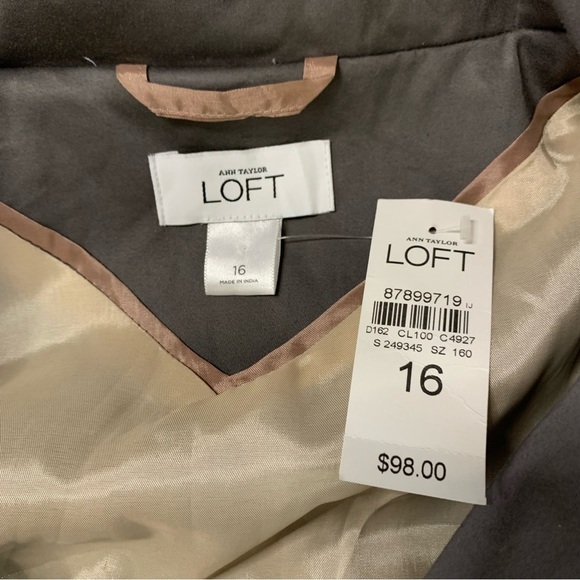 ANN TAYLOR
LOFT
16
MADE IN INDIA
ANN TAYLOR
LOFT
87899719 IJ
D162 CL100 C4927
S 249345 SZ 160
16
$98.00